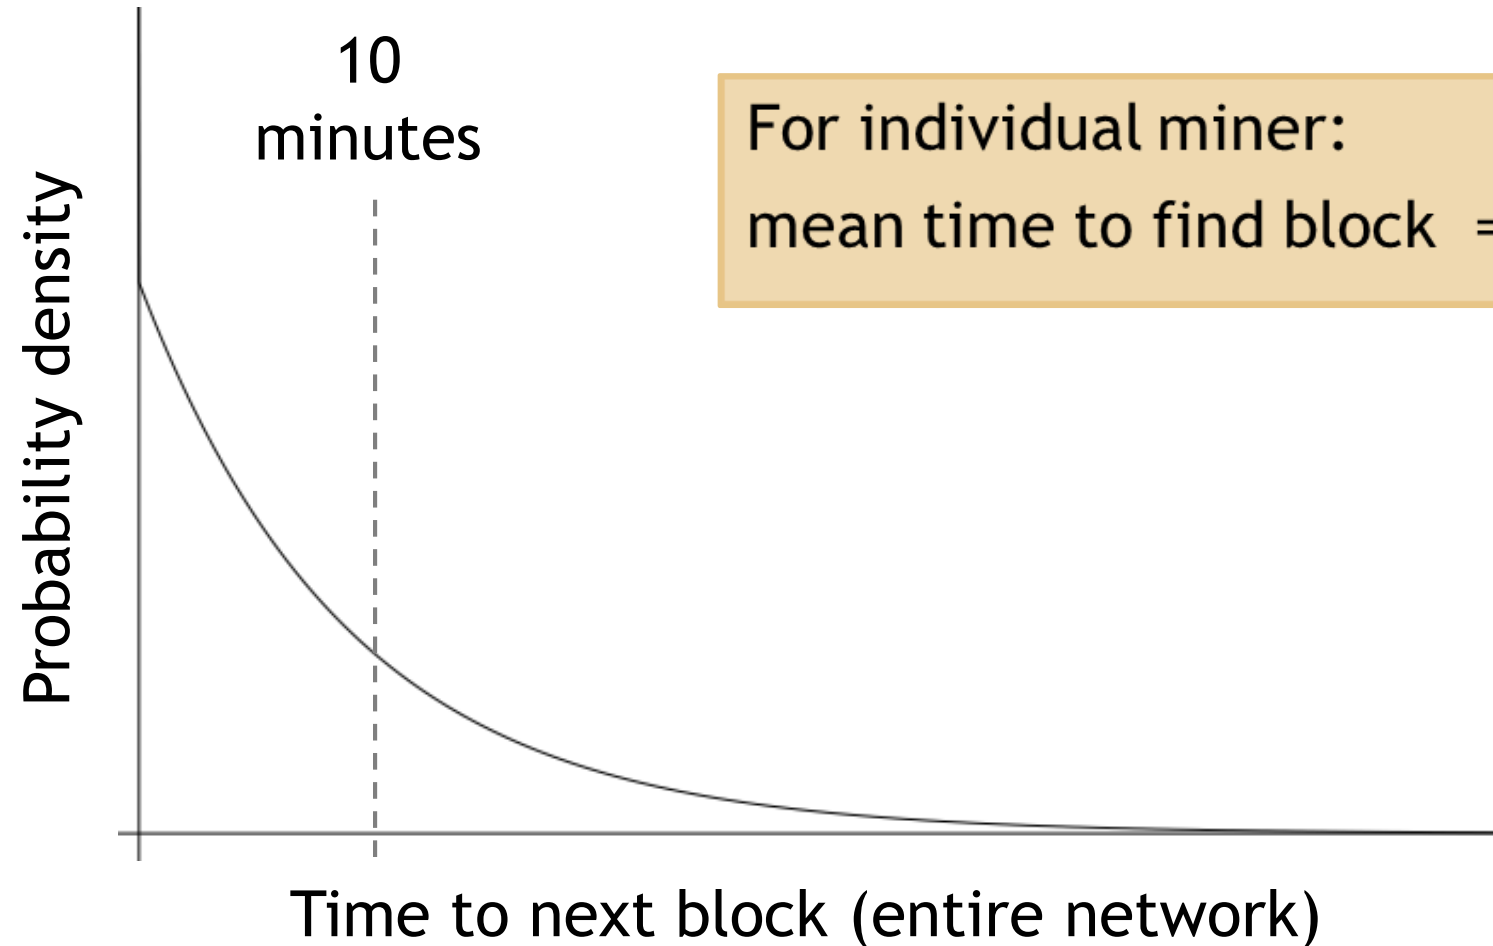 10
minutes
For individual miner:
mean time to find block =
Probability density
Time to next block (entire network)